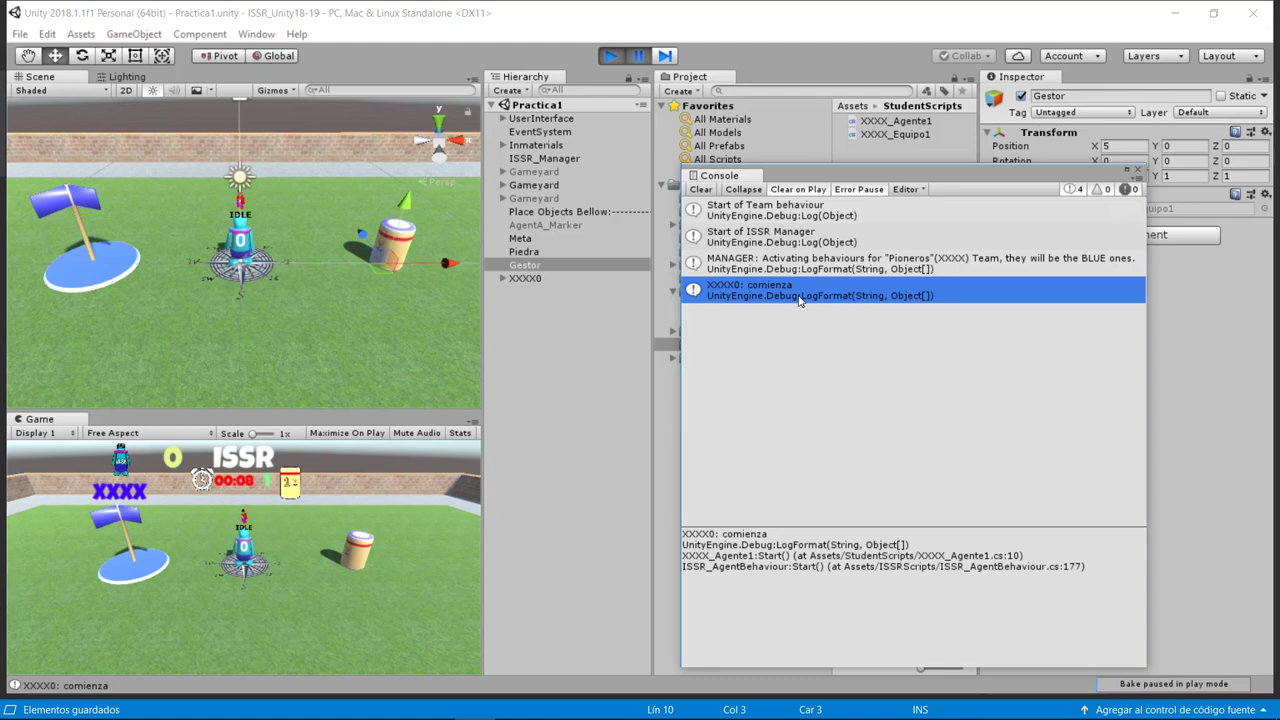 Unity 2018.1.1f1 Personal (64bit) - Practica1.unity - ISSR_Unity18-19 - PC, Mac & Linux Standalone <DX11>
File Edit Assets GameObject Component Window Help
Pivot Global Collab Account Layers Layout
Scene Lighting
Shaded 2D Gizmos All
y
x
Persp
IDLE
0
Game
Display 1 Free Aspect Scale 1x Maximize On Play Mute Audio Stats
0 ISSR
00:08
XXXX
IDLE
0
Hierarchy
Create All
Practica1
UserInterface
EventSystem
Inmaterials
ISSR_Manager
Gameyard
Gameyard
Gameyard
Place Objects Bellow:---------
AgentA_Marker
Meta
Piedra
Gestor
XXXX0
Project
Create
Favorites
All Materials
All Models
All Prefabs
All Scripts
Assets StudentScripts
XXXX_Agente1
XXXX_Equipo1
Inspector
Gestor Static
Tag Untagged Layer Default
Transform
Position X 5 Y 0 Z 0
Rotation
Y 1 Z 1
Console
Clear Collapse Clear on Play Error Pause Editor 4 0 0
Start of Team behaviour
UnityEngine.Debug:Log(Object)
Start of ISSR Manager
UnityEngine.Debug:Log(Object)
MANAGER: Activating behaviours for "Pioneros"(XXXX) Team, they will be the BLUE ones.
UnityEngine.Debug:LogFormat(String, Object[])
XXXX0: comienza
UnityEngine.Debug:LogFormat(String, Object[])
XXXX0: comienza
UnityEngine.Debug:LogFormat(String, Object[])
XXXX_Agente1:Start() (at Assets/StudentScripts/XXXX_Agente1.cs:10)
ISSR_AgentBehaviour:Start() (at Assets/ISSRScripts/ISSR_AgentBehaviour.cs:177)
XXXX0: comienza
Bake paused in play mode
Elementos guardados Lín 10 Col 3 Car 3 INS Agregar al control de código fuente